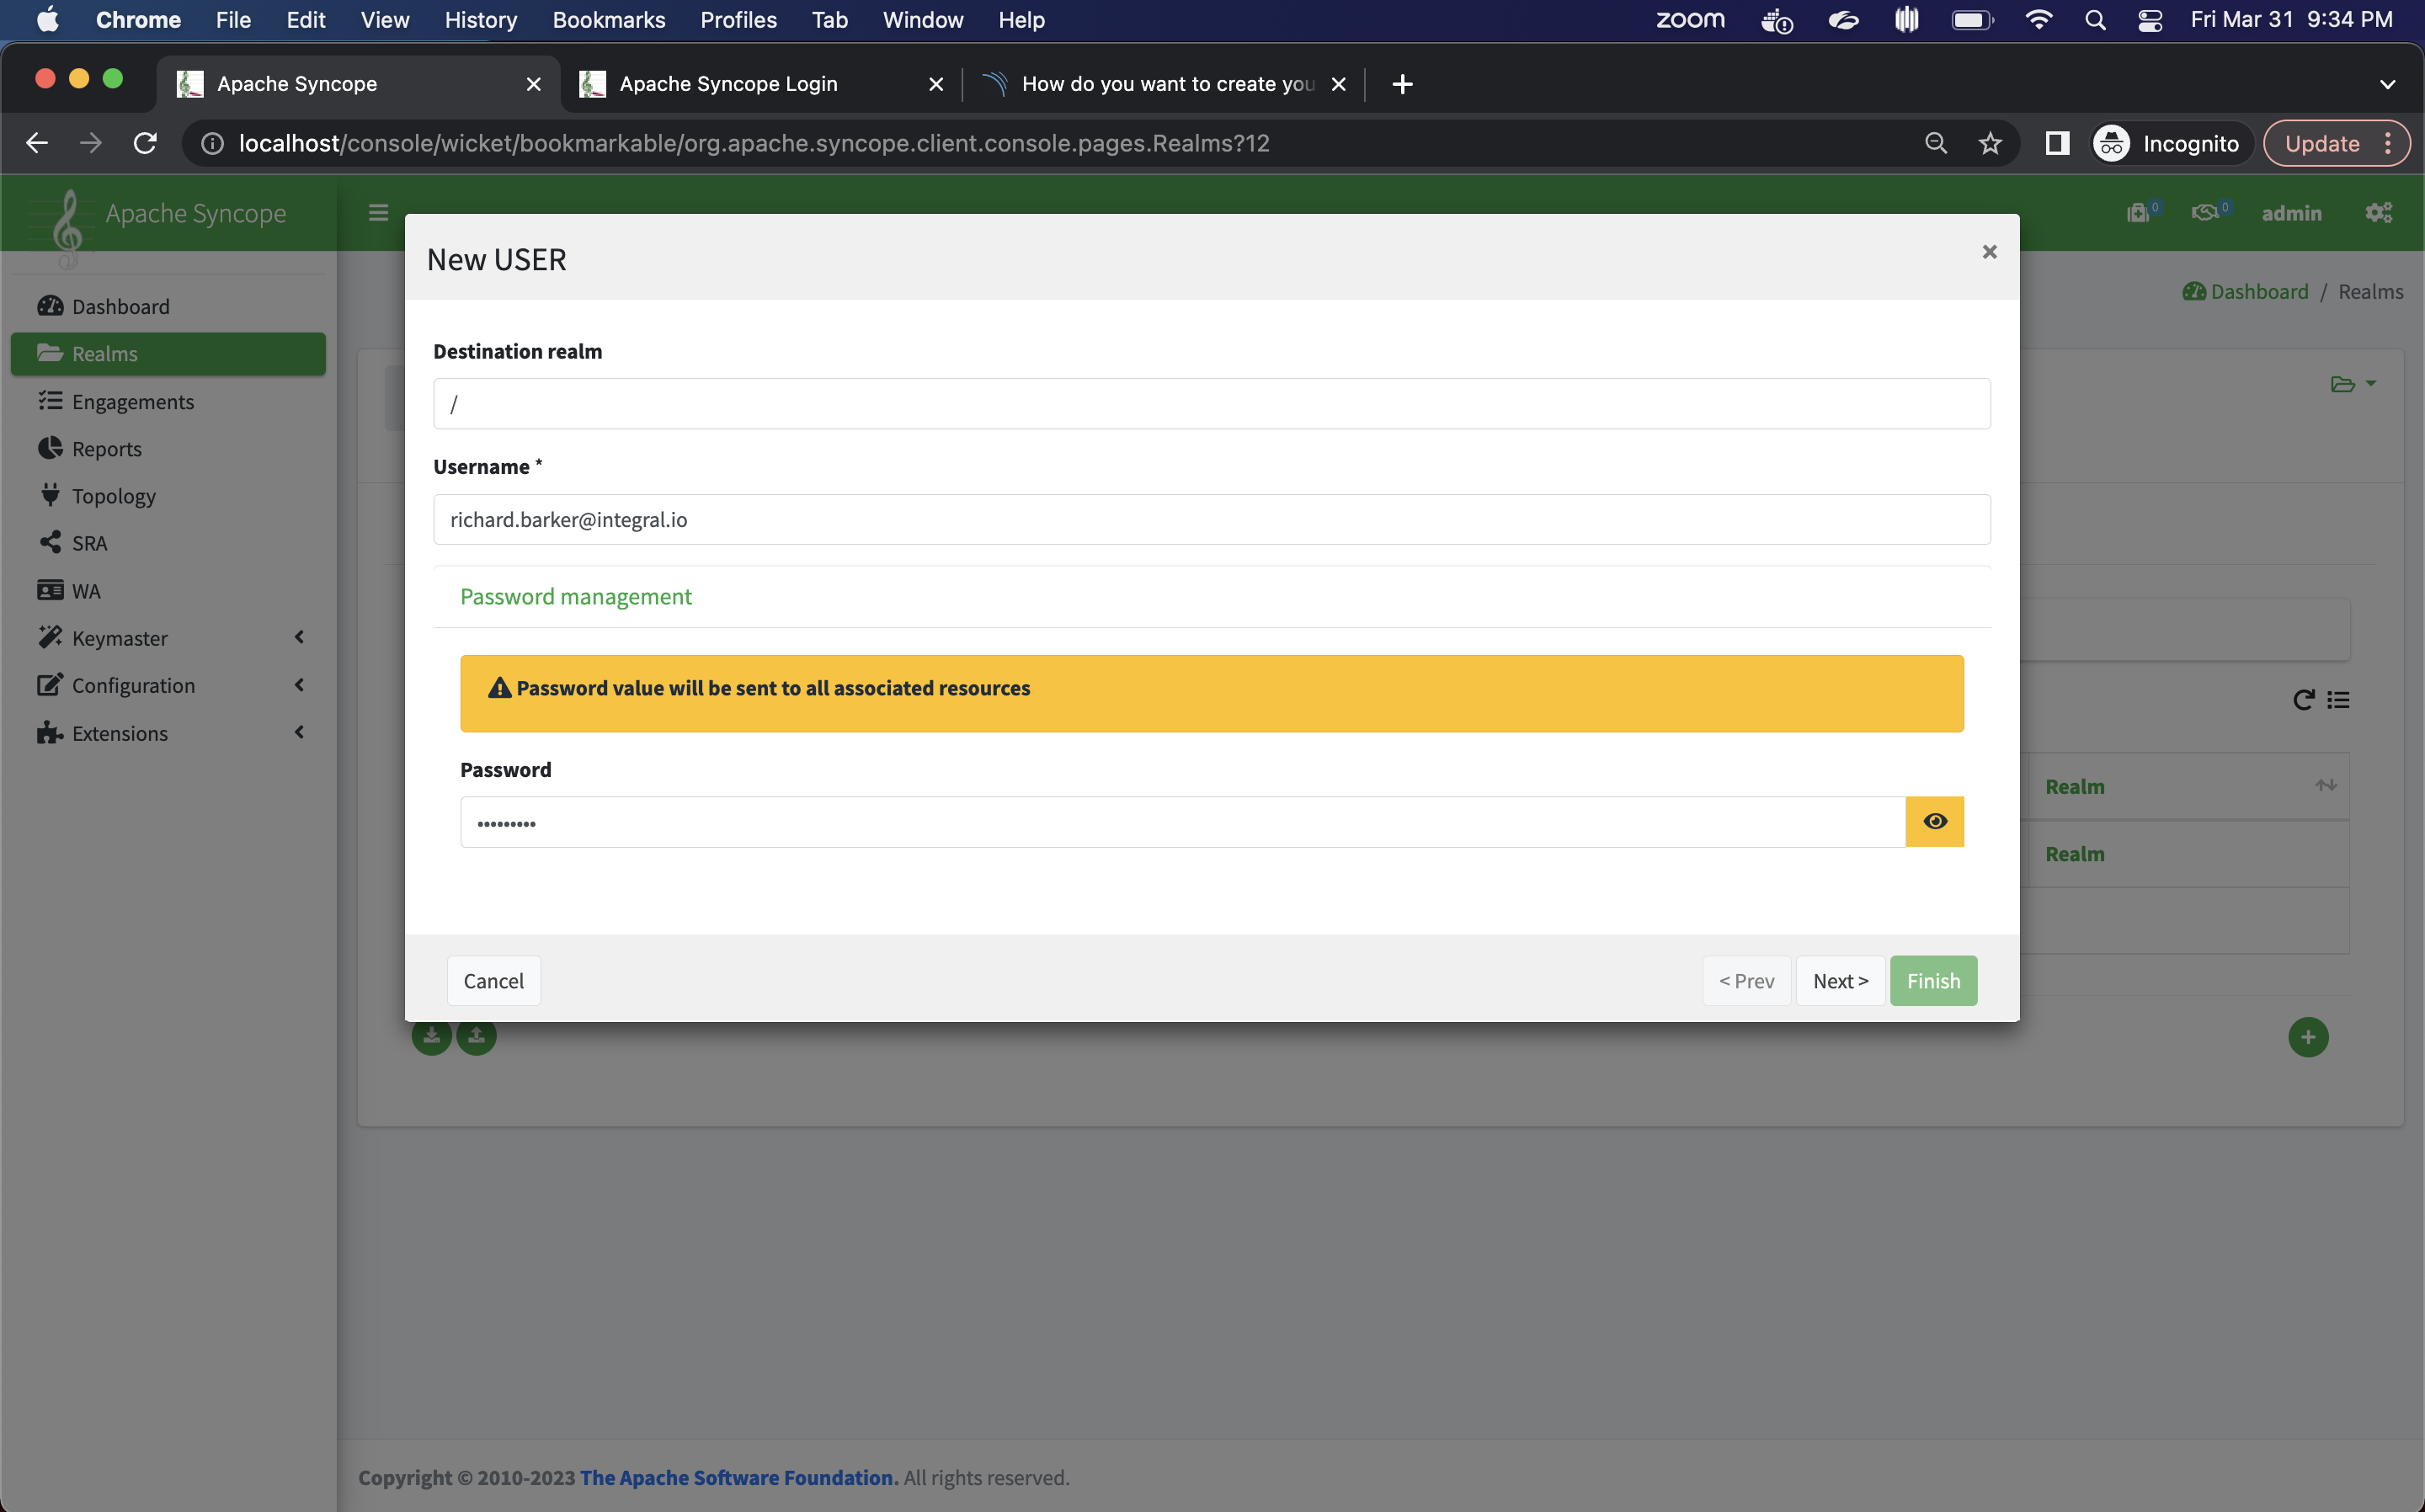 Chrome File Edit View History Bookmarks Profiles Tab Window Help zoom Fri Mar 31 9:34 PM
Apache Syncope Apache Syncope Login How do you want to create you
localhost/console/wicket/bookmarkable/org.apache.syncope.client.console.pages.Realms?12 Incognito Update
Apache Syncope 0 0 admin
New USER
Dashboard / Realms
Dashboard
Realms
Engagements
Reports
Topology
SRA
WA
Keymaster
Configuration
Extensions
Destination realm
/
Username *
richard.barker@integral.io
Password management
Password value will be sent to all associated resources
Password
•••••••••
Realm
Realm
Cancel < Prev Next > Finish
Copyright © 2010-2023 The Apache Software Foundation. All rights reserved.